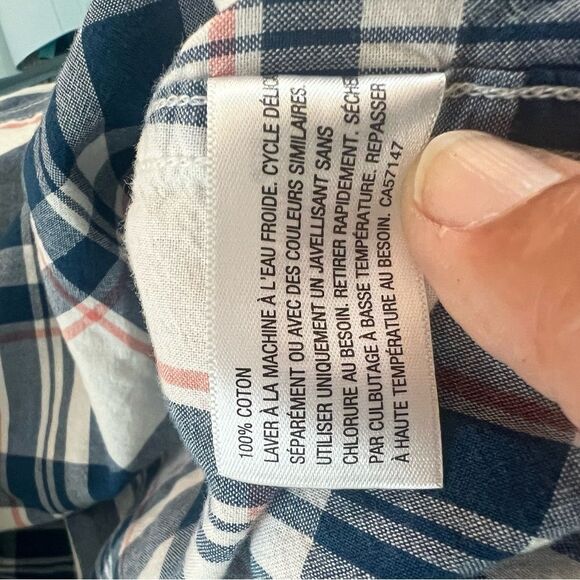 100% COTON
LAVER À LA MACHINE À L'EAU FROIDE. CYCLE DÉLIC
SÉPARÉMENT OU AVEC DES COULEURS SIMILAIRES.
UTILISER UNIQUEMENT UN JAVELLISANT SANS
CHLORURE AU BESOIN. RETIRER RAPIDEMENT. SÉCHE
PAR CULBUTAGE À BASSE TEMPÉRATURE. REPASSER
À HAUTE TEMPÉRATURE AU BESOIN. CA57147